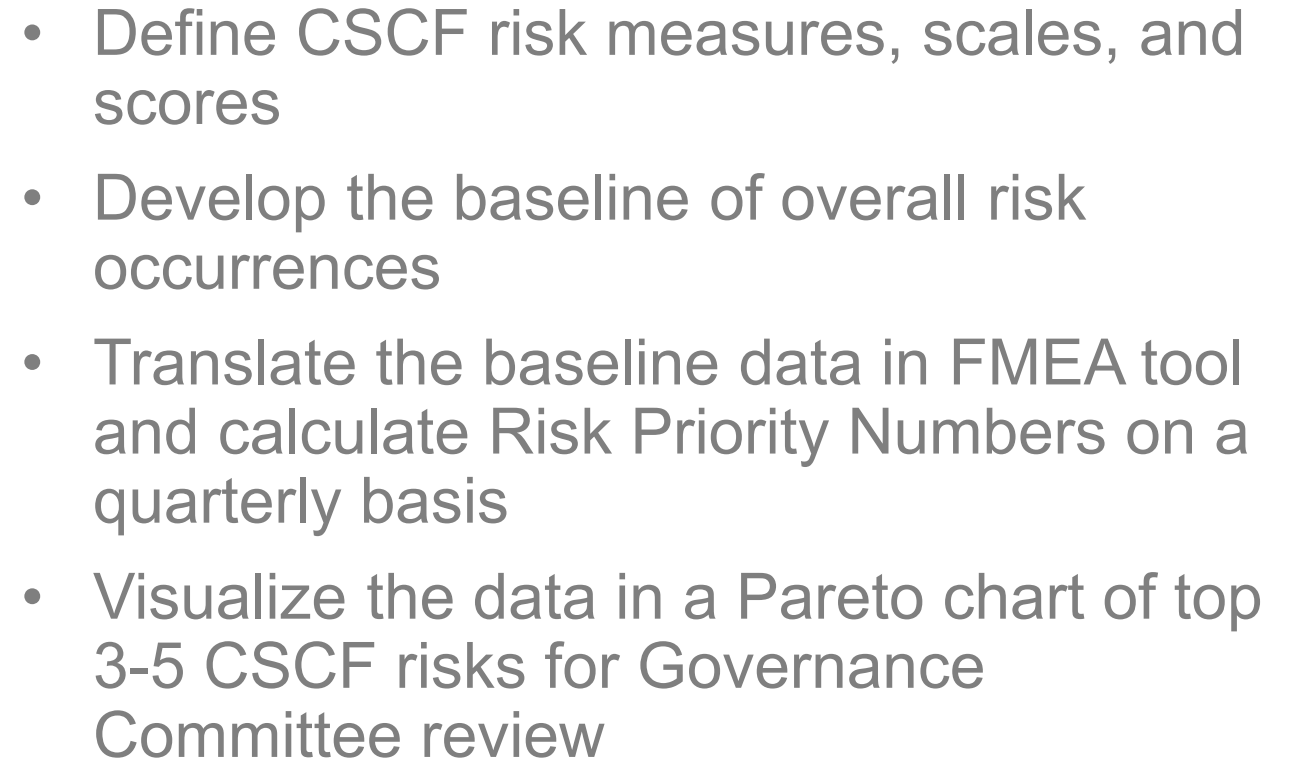 • Define CSCF risk measures, scales, and
scores
• Develop the baseline of overall risk
occurrences
• Translate the baseline data in FMEA tool
and calculate Risk Priority Numbers on a
quarterly basis
• Visualize the data in a Pareto chart of top
3-5 CSCF risks for Governance
Committee review